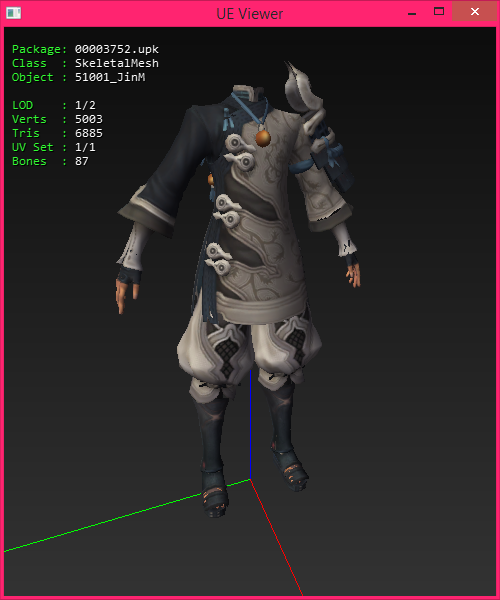 UE Viewer
Package: 00003752.upk
Class  : SkeletalMesh
Object : 51001_JinM
LOD    : 1/2
Verts  : 5003
Tris   : 6885
UV Set : 1/1
Bones  : 87